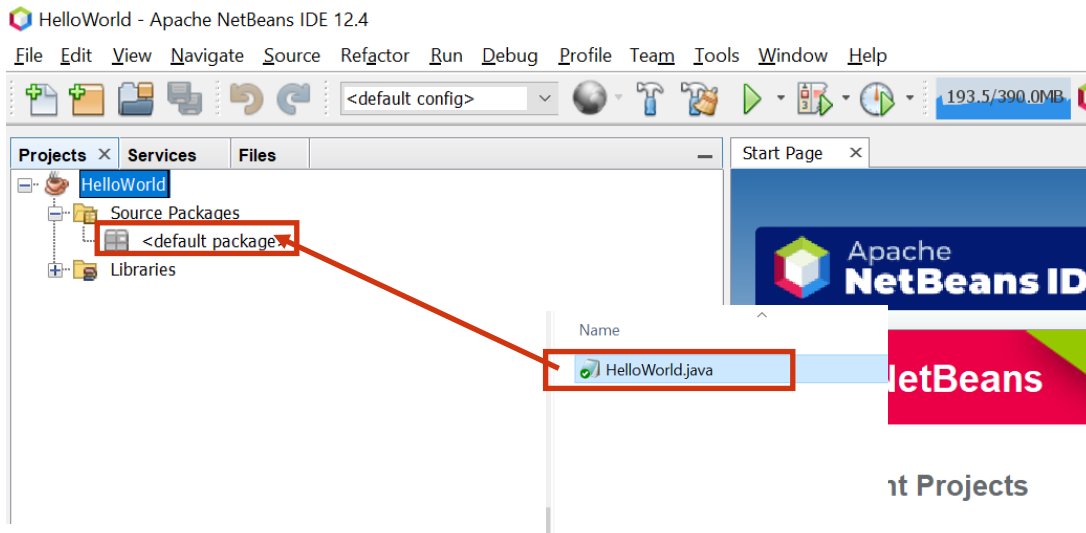 HelloWorld - Apache NetBeans IDE 12.4
File Edit View Navigate Source Refactor Run Debug Profile Team Tools Window Help
<default config> 193.5/390.0MB
Projects Services Files Start Page
HelloWorld
Source Packages
<default package>
Libraries
Apache
NetBeans ID
Name
HelloWorld.java
NetBeans
nt Projects